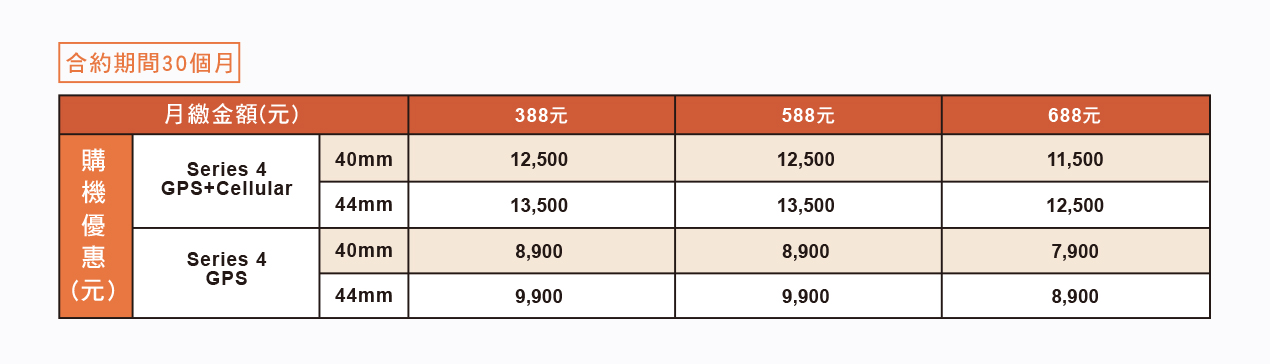 合約期間30個月
月繳金額(元) 388元 588元 688元
購機優惠(元)
Series 4
GPS+Cellular
40mm 12,500 12,500 11,500
44mm 13,500 13,500 12,500
Series 4
GPS
40mm 8,900 8,900 7,900
44mm 9,900 9,900 8,900